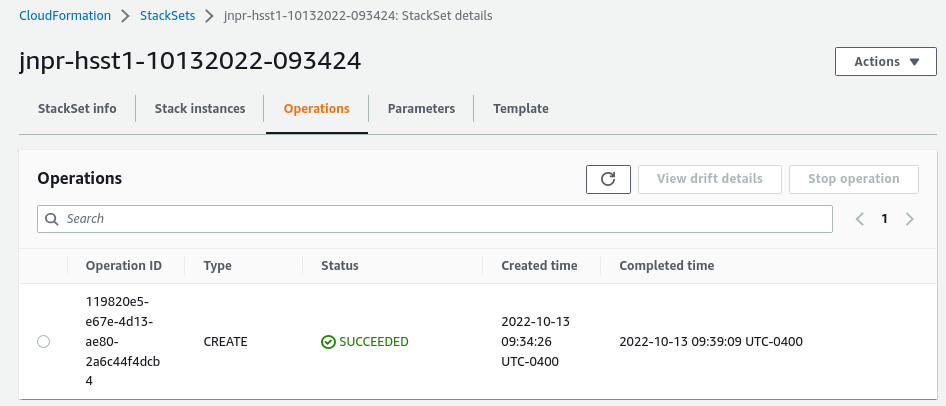 CloudFormation > StackSets > jnpr-hsst1-10132022-093424: StackSet details
jnpr-hsst1-10132022-093424
Actions
StackSet info
Stack instances
Operations
Parameters
Template
Operations
View drift details
Stop operation
Search
1
Operation ID
Type
Status
Created time
Completed time
119820e5-
e67e-4d13-
ae80-
2a6c44f4dcb
4
CREATE
SUCCEEDED
2022-10-13
09:34:26
UTC-0400
2022-10-13 09:39:09 UTC-0400